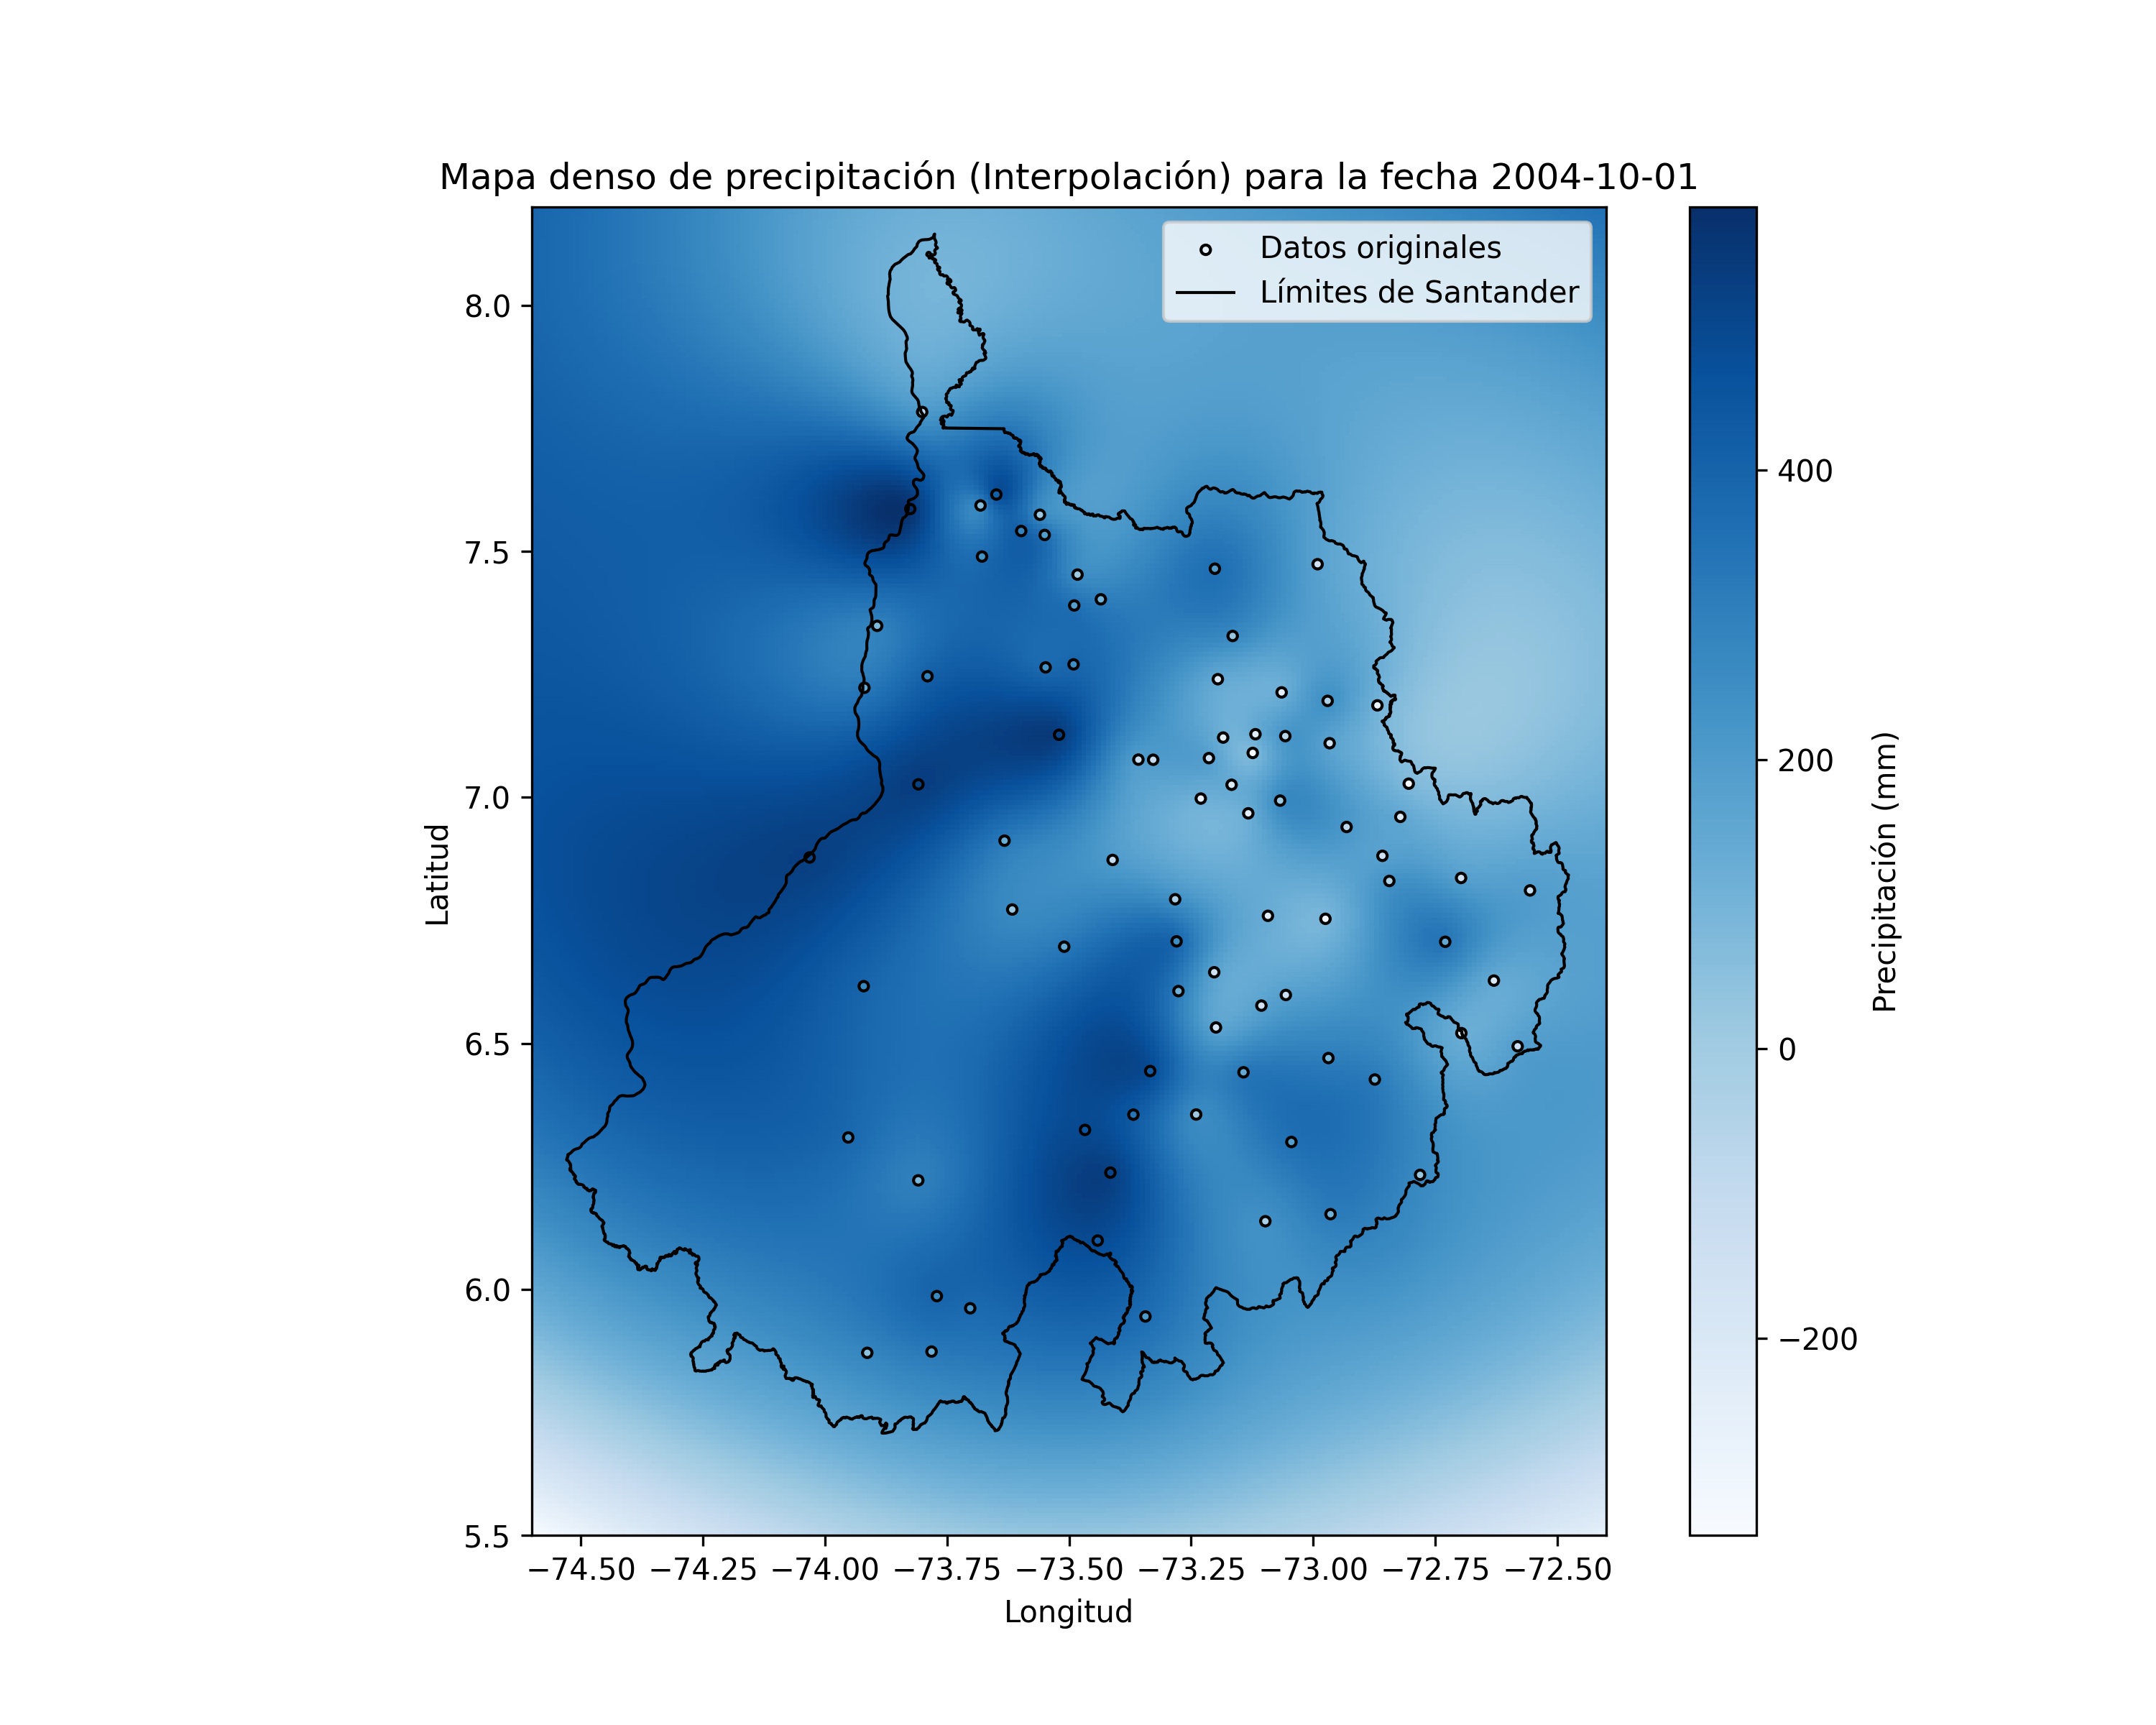 Mapa denso de precipitación (Interpolación) para la fecha 2004-10-01
Datos originales
Límites de Santander
8.0
7.5
7.0
6.5
6.0
5.5
Latitud
−74.50 −74.25 −74.00 −73.75 −73.50 −73.25 −73.00 −72.75 −72.50
Longitud
400
200
0
−200
Precipitación (mm)